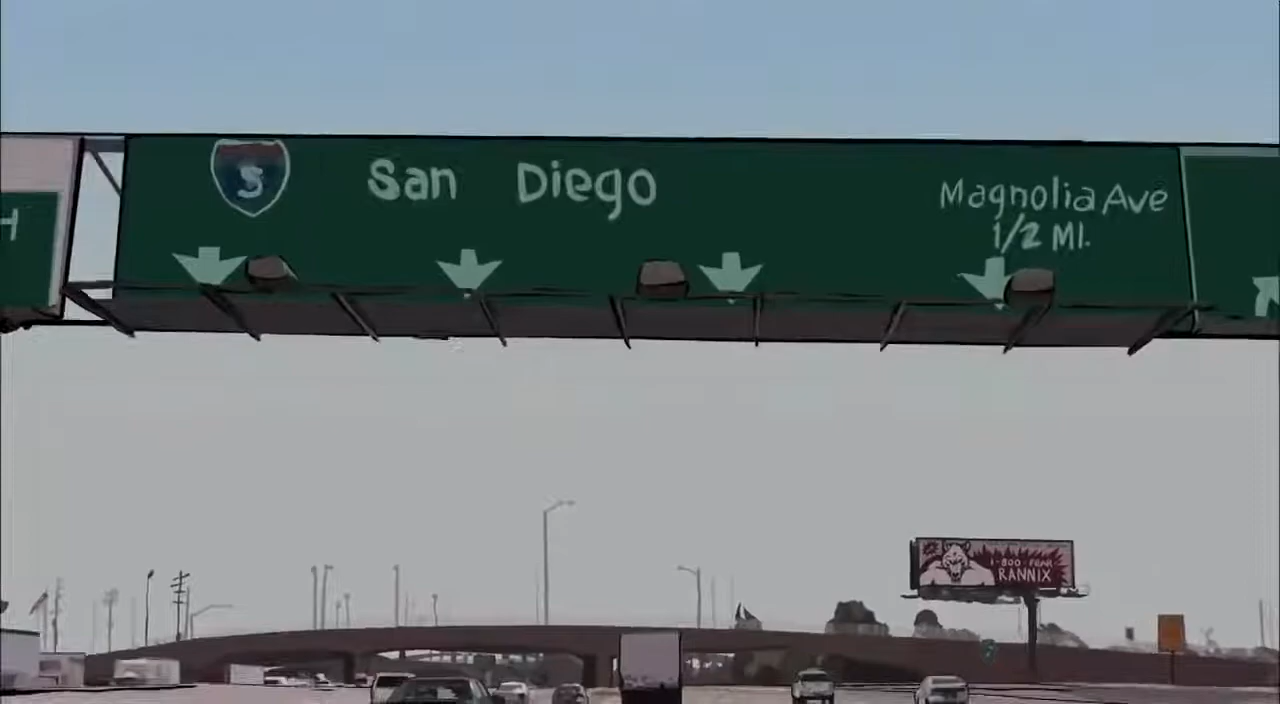 H
5
San Diego
Magnolia Ave
1/2 MI.
1-800-FEAR
RANNIX